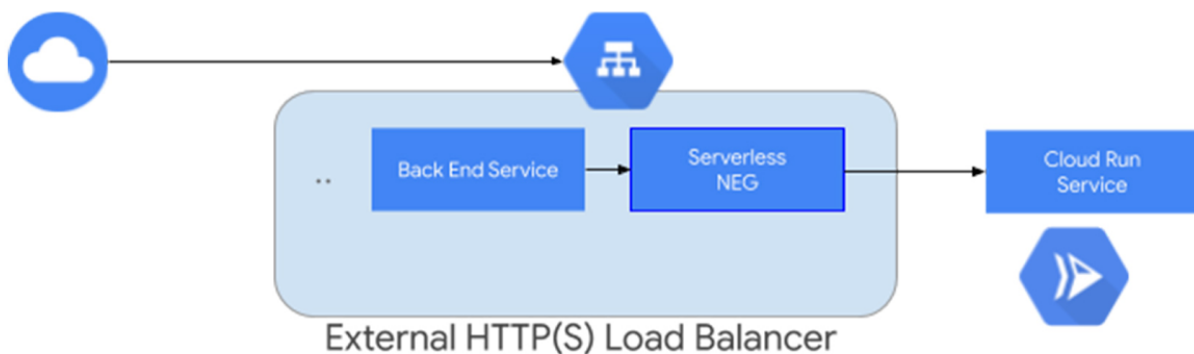 ..
Back End Service
Serverless
NEG
Cloud Run
Service
External HTTP(S) Load Balancer